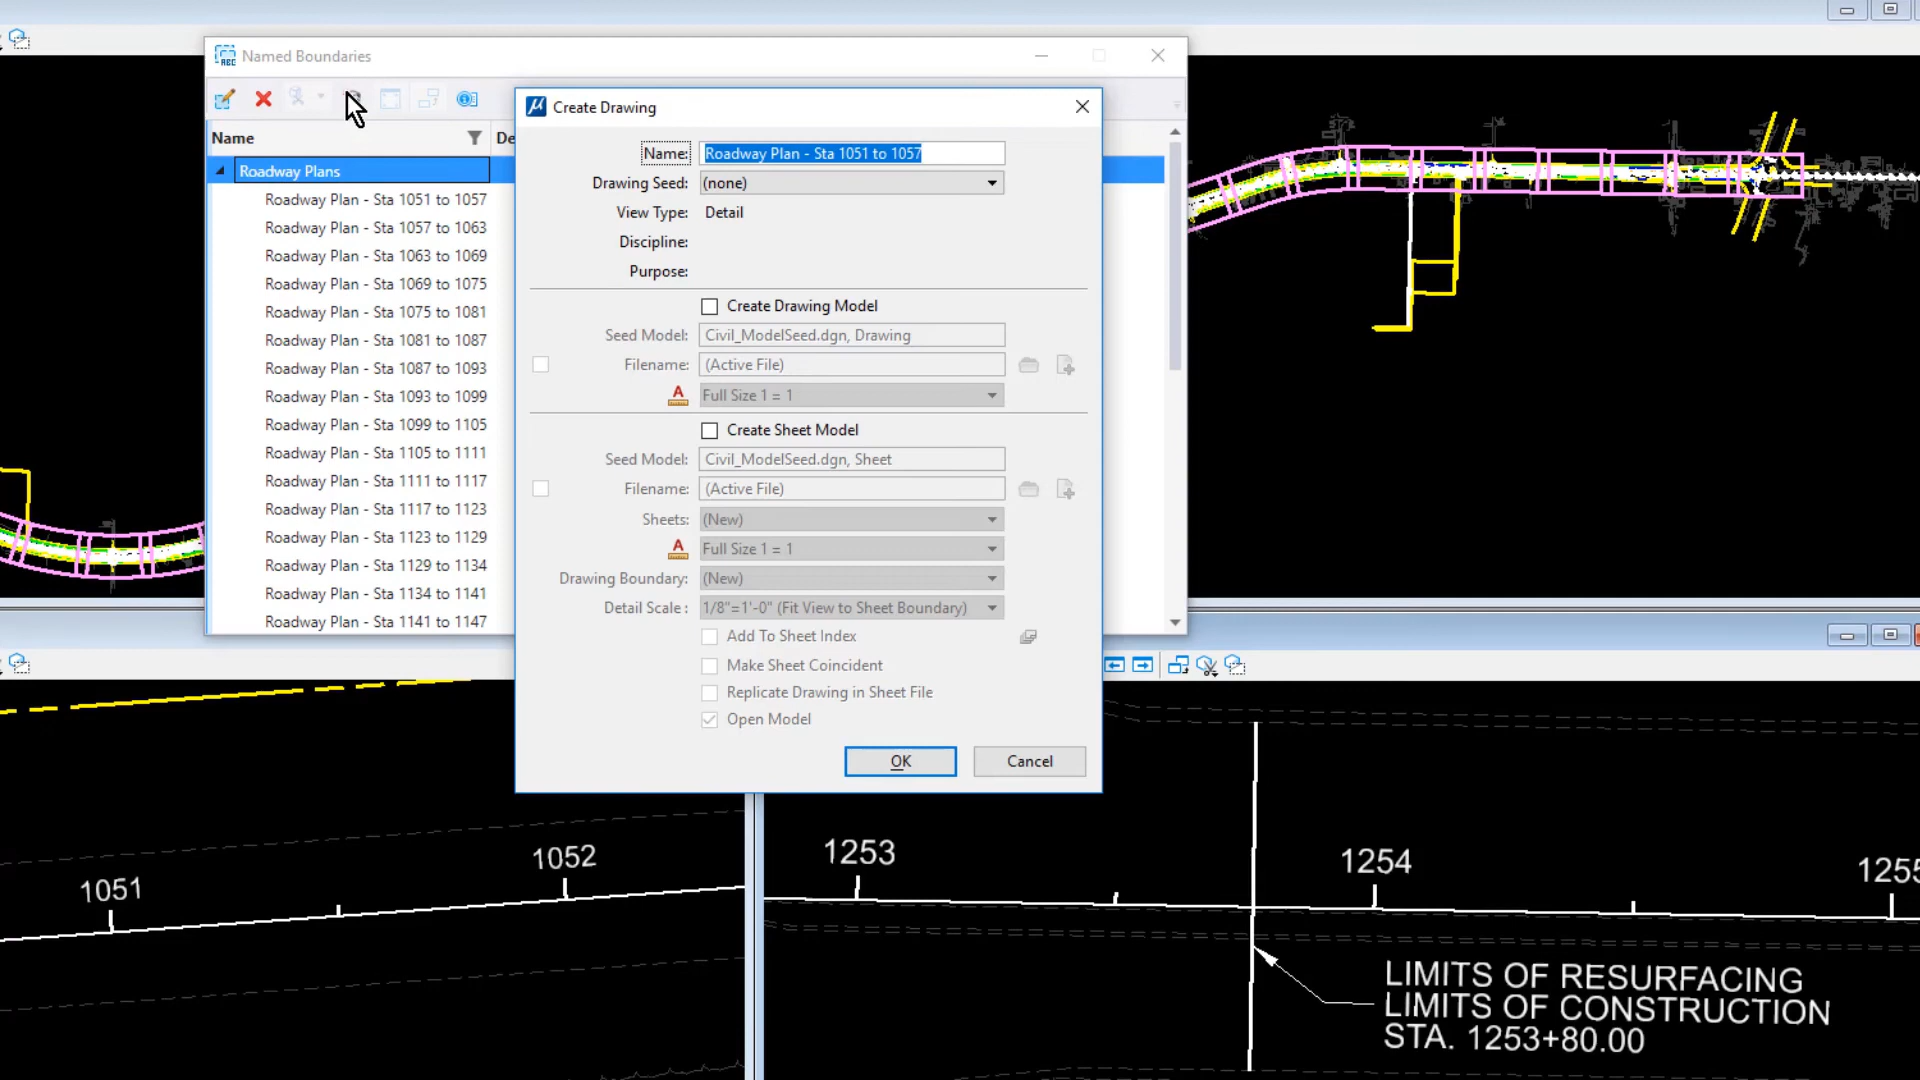 Named Boundaries
Name
De
Roadway Plans
Roadway Plan - Sta 1051 to 1057
Roadway Plan - Sta 1057 to 1063
Roadway Plan - Sta 1063 to 1069
Roadway Plan - Sta 1069 to 1075
Roadway Plan - Sta 1075 to 1081
Roadway Plan - Sta 1081 to 1087
Roadway Plan - Sta 1087 to 1093
Roadway Plan - Sta 1093 to 1099
Roadway Plan - Sta 1099 to 1105
Roadway Plan - Sta 1105 to 1111
Roadway Plan - Sta 1111 to 1117
Roadway Plan - Sta 1117 to 1123
Roadway Plan - Sta 1123 to 1129
Roadway Plan - Sta 1129 to 1134
Roadway Plan - Sta 1134 to 1141
Roadway Plan - Sta 1141 to 1147
Create Drawing
Name: Roadway Plan - Sta 1051 to 1057
Drawing Seed: (none)
View Type: Detail
Discipline:
Purpose:
Create Drawing Model
Seed Model: Civil_ModelSeed.dgn, Drawing
Filename: (Active File)
A Full Size 1 = 1
Create Sheet Model
Seed Model: Civil_ModelSeed.dgn, Sheet
Filename: (Active File)
Sheets: (New)
A Full Size 1 = 1
Drawing Boundary: (New)
Detail Scale : 1/8"=1'-0" (Fit View to Sheet Boundary)
Add To Sheet Index
Make Sheet Coincident
Replicate Drawing in Sheet File
Open Model
OK Cancel
1051
1052
1253
1254
1255
LIMITS OF RESURFACING
LIMITS OF CONSTRUCTION
STA. 1253+80.00